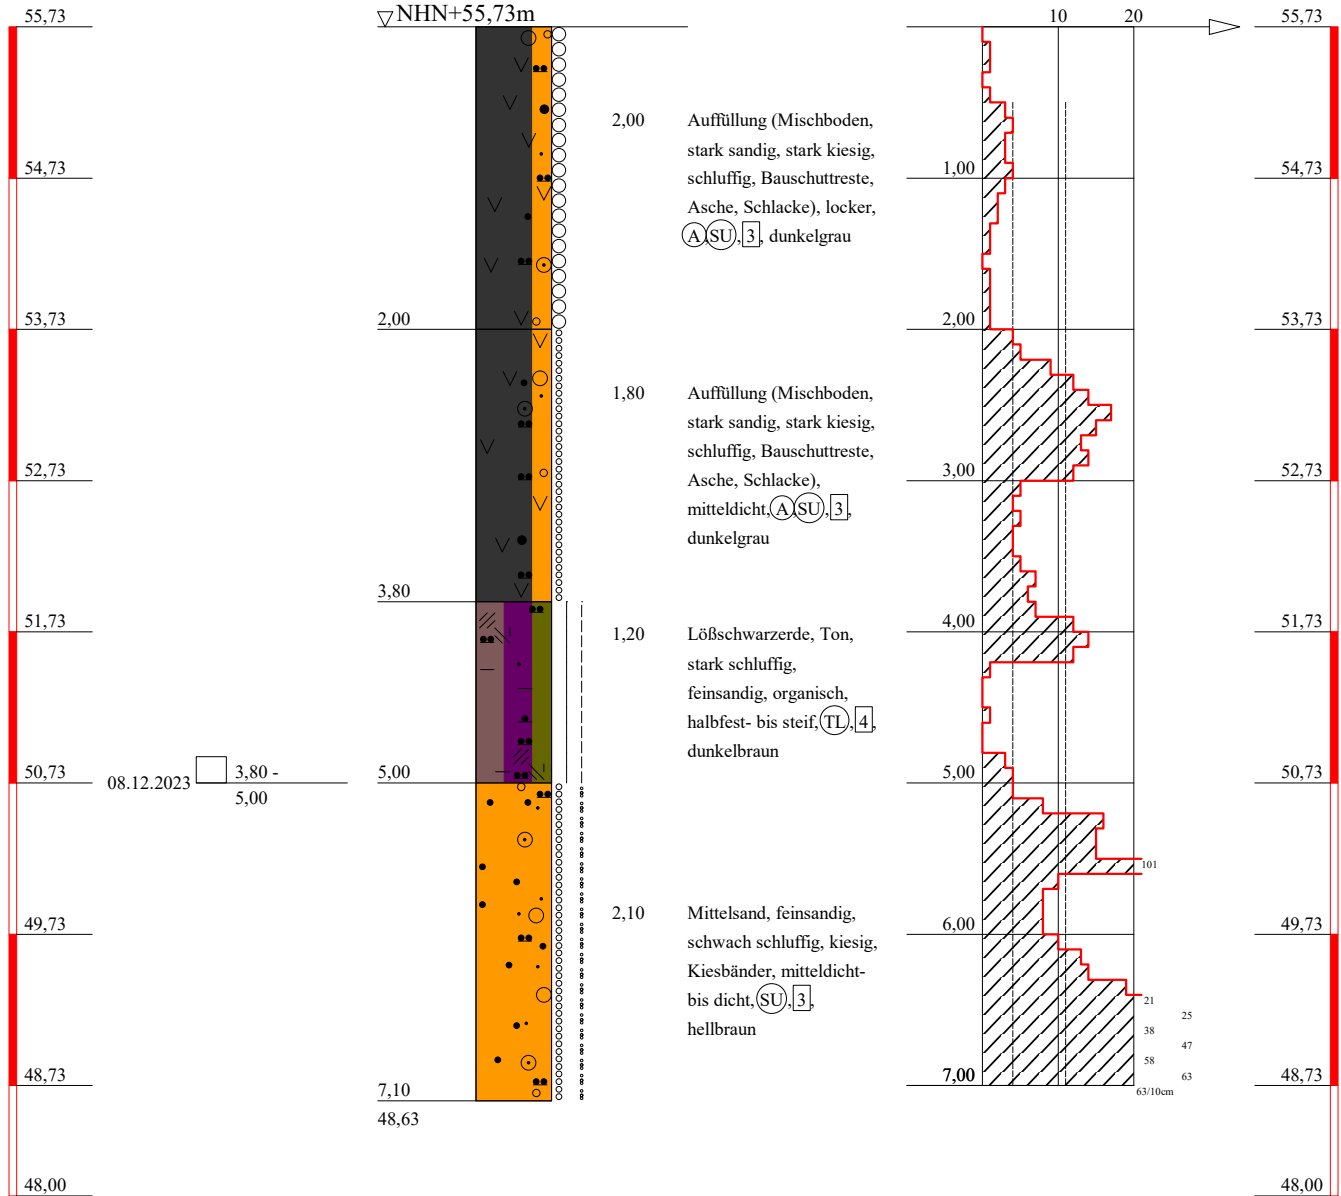 NHN+55,73m
55,73
54,73
53,73
52,73
51,73
50,73
49,73
48,73
48,00
08.12.2023
3,80 -
5,00
2,00
3,80
5,00
7,10
48,63
2,00
Auffüllung (Mischboden,
stark sandig, stark kiesig,
schluffig, Bauschuttreste,
Asche, Schlacke), locker,
A, SU, 3, dunkelgrau
1,80
Auffüllung (Mischboden,
stark sandig, stark kiesig,
schluffig, Bauschuttreste,
Asche, Schlacke),
mitteldicht, A, SU, 3,
dunkelgrau
1,20
Lößschwarzerde, Ton,
stark schluffig,
feinsandig, organisch,
halbfest- bis steif, TL, 4,
dunkelbraun
2,10
Mittelsand, feinsandig,
schwach schluffig, kiesig,
Kiesbänder, mitteldicht-
bis dicht, SU, 3,
hellbraun
10 20
1,00
2,00
3,00
4,00
5,00
6,00
7,00
101
21
25
38
47
58
63
63/10cm
55,73
54,73
53,73
52,73
51,73
50,73
49,73
48,73
48,00